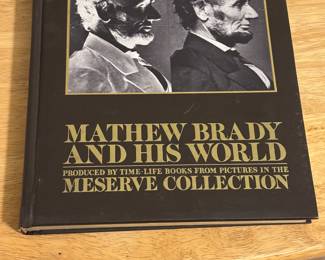 MATHEW BRADY
AND HIS WORLD
PRODUCED BY TIME-LIFE BOOKS FROM PICTURES IN THE
MESERVE COLLECTION